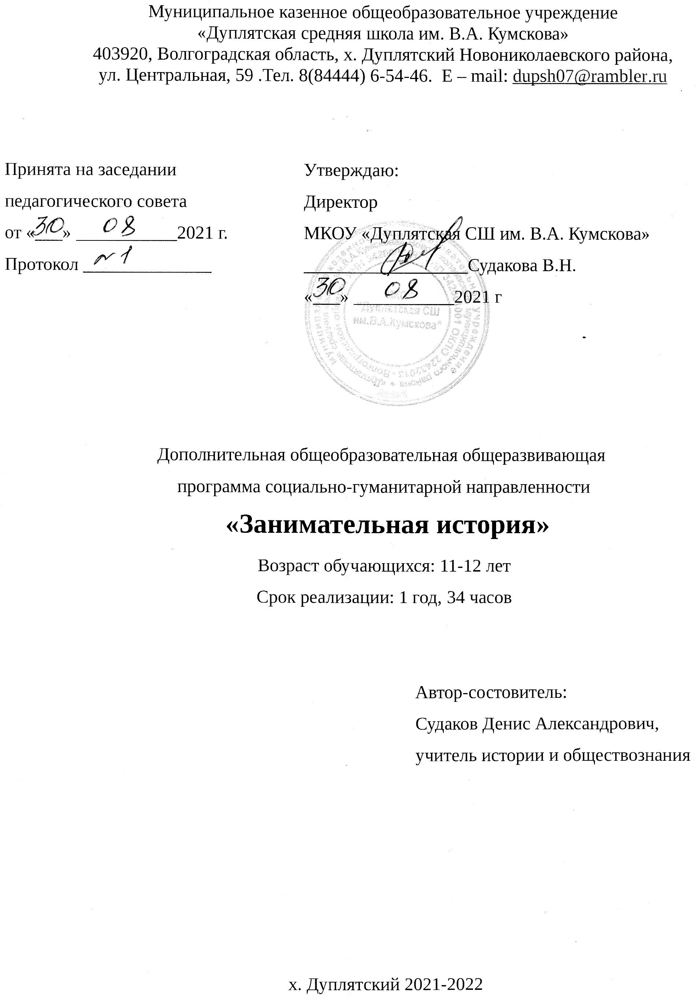 Муниципальное казенное общеобразовательное учреждение
«Дуплятская средняя школа им. В.А. Кумскова»
403920, Волгоградская область, х. Дуплятский Новониколаевского района,
ул. Центральная, 59 .Тел. 8(84444) 6-54-46. Е – mail: dupsh07@rambler.ru
Принята на заседании
педагогического совета
от «30» 08 2021 г.
Протокол №1
Утверждаю:
Директор
МКОУ «Дуплятская СШ им. В.А. Кумскова»
Судакова В.Н.
«30» 08 2021 г
"Дуплятская СШ
им.В.А.Кумскова"
Дополнительная общеобразовательная общеразвивающая
программа социально-гуманитарной направленности
«Занимательная история»
Возраст обучающихся: 11-12 лет
Срок реализации: 1 год, 34 часов
Автор-состовитель:
Судаков Денис Александрович,
учитель истории и обществознания
х. Дуплятский 2021-2022